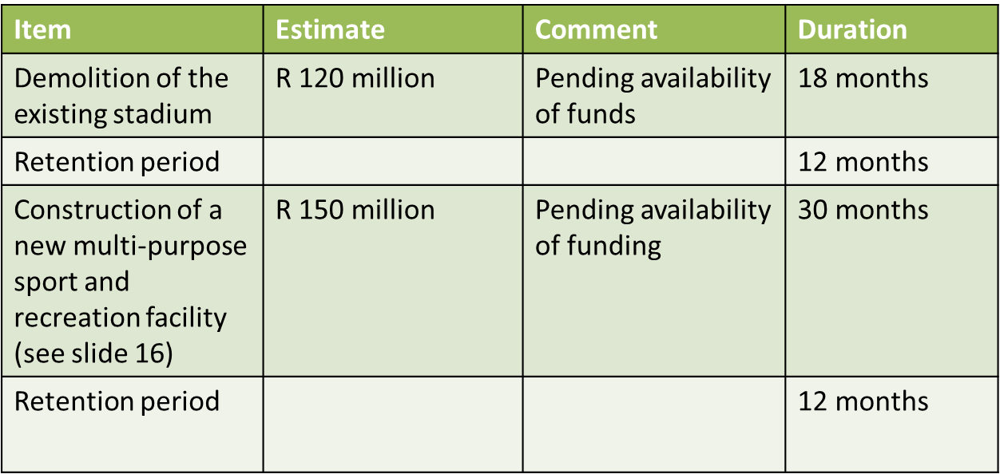 Item Estimate Comment Duration
Demolition of the R 120 million Pending availability 18 months
existing stadium of funds
Retention period 12 months
Construction of a R 150 million Pending availability 30 months
new multi-purpose of funding
sport and
recreation facility
(see slide 16)
Retention period 12 months